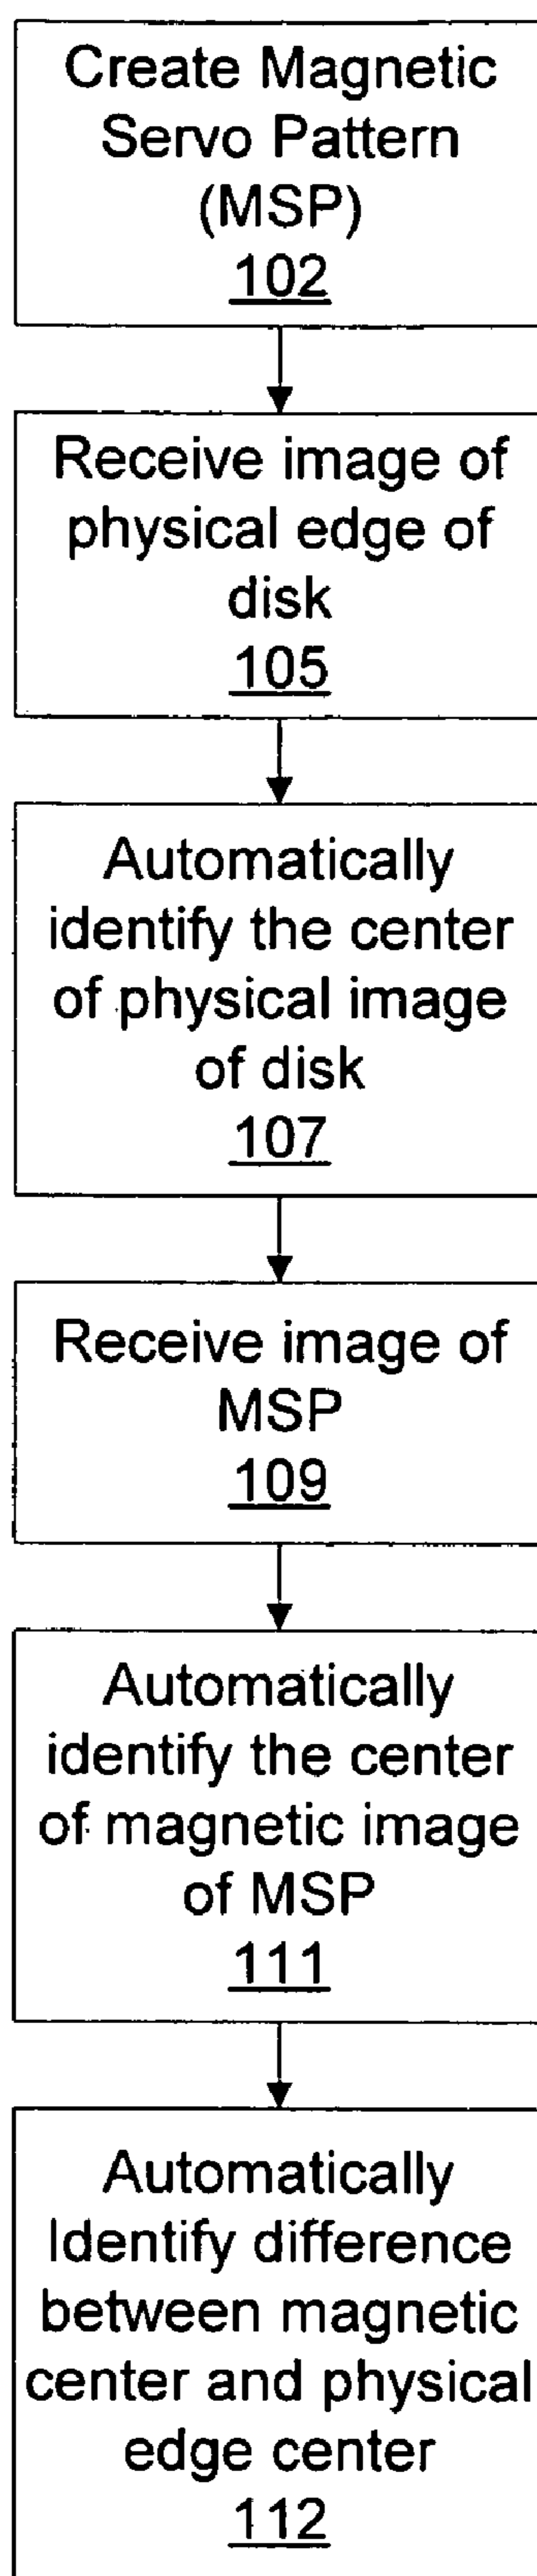 Create Magnetic
Servo Pattern
(MSP)
102
Receive image of
physical edge of
disk
105
Automatically
identify the center
of physical image
of disk
107
Receive image of
MSP
109
Automatically
identify the center
of magnetic image
of MSP
111
Automatically
Identify difference
between magnetic
center and physical
edge center
112